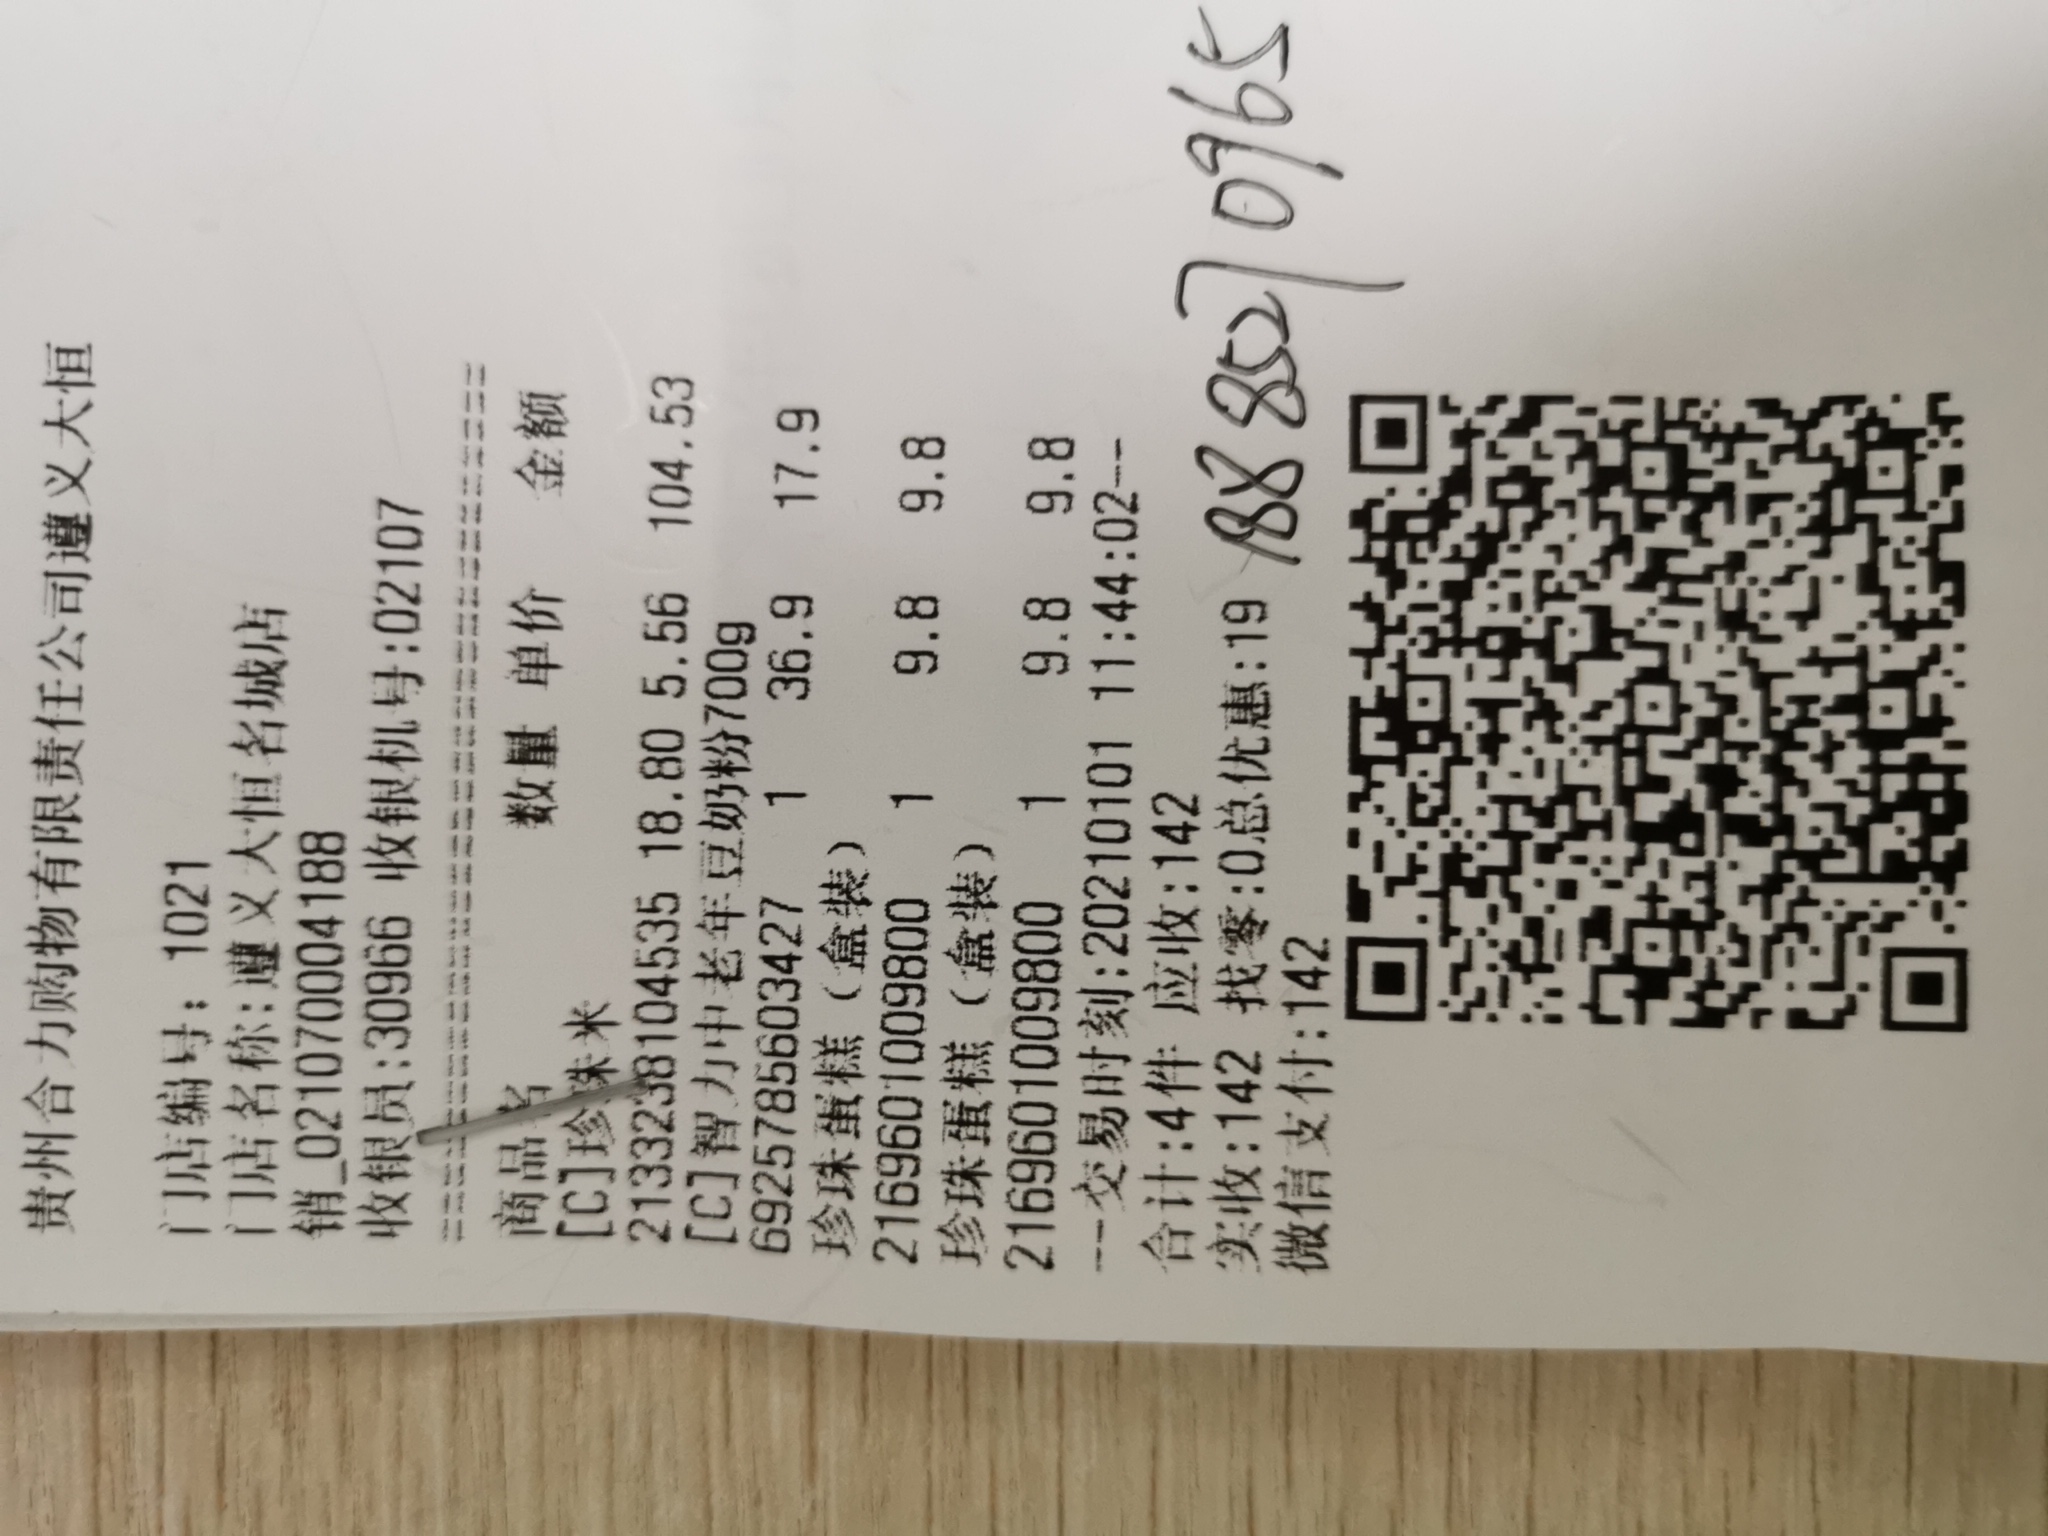 贵州合力购物有限责任公司遵义大恒
门店编号: 1021
门店名称:遵义大恒名城店
销_021070004188
收银员:30966 收银机号:02107
==============================
商品名 数量 单价 金额
[C]珍珠米
2133238104535 18.80 5.56 104.53
[C]智力中老年豆奶粉700g
6925785603427 1 36.9 17.9
珍珠蛋糕（盒装）
2169601009800 1 9.8 9.8
珍珠蛋糕（盒装）
2169601009800 1 9.8 9.8
---交易时刻:20210101 11:44:02--
合计:4件 应收:142
实收:142 找零:0总优惠:19
微信支付:142
18885270965